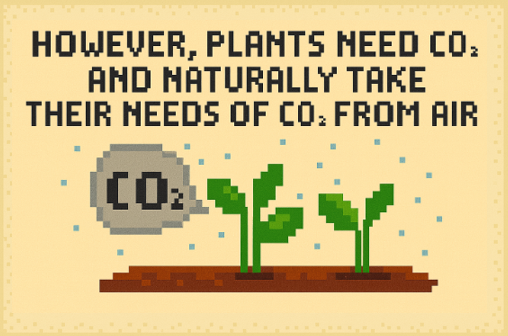 HOWEVER, PLANTS NEED CO₂
AND NATURALLY TAKE
THEIR NEEDS OF CO₂ FROM AIR
CO₂